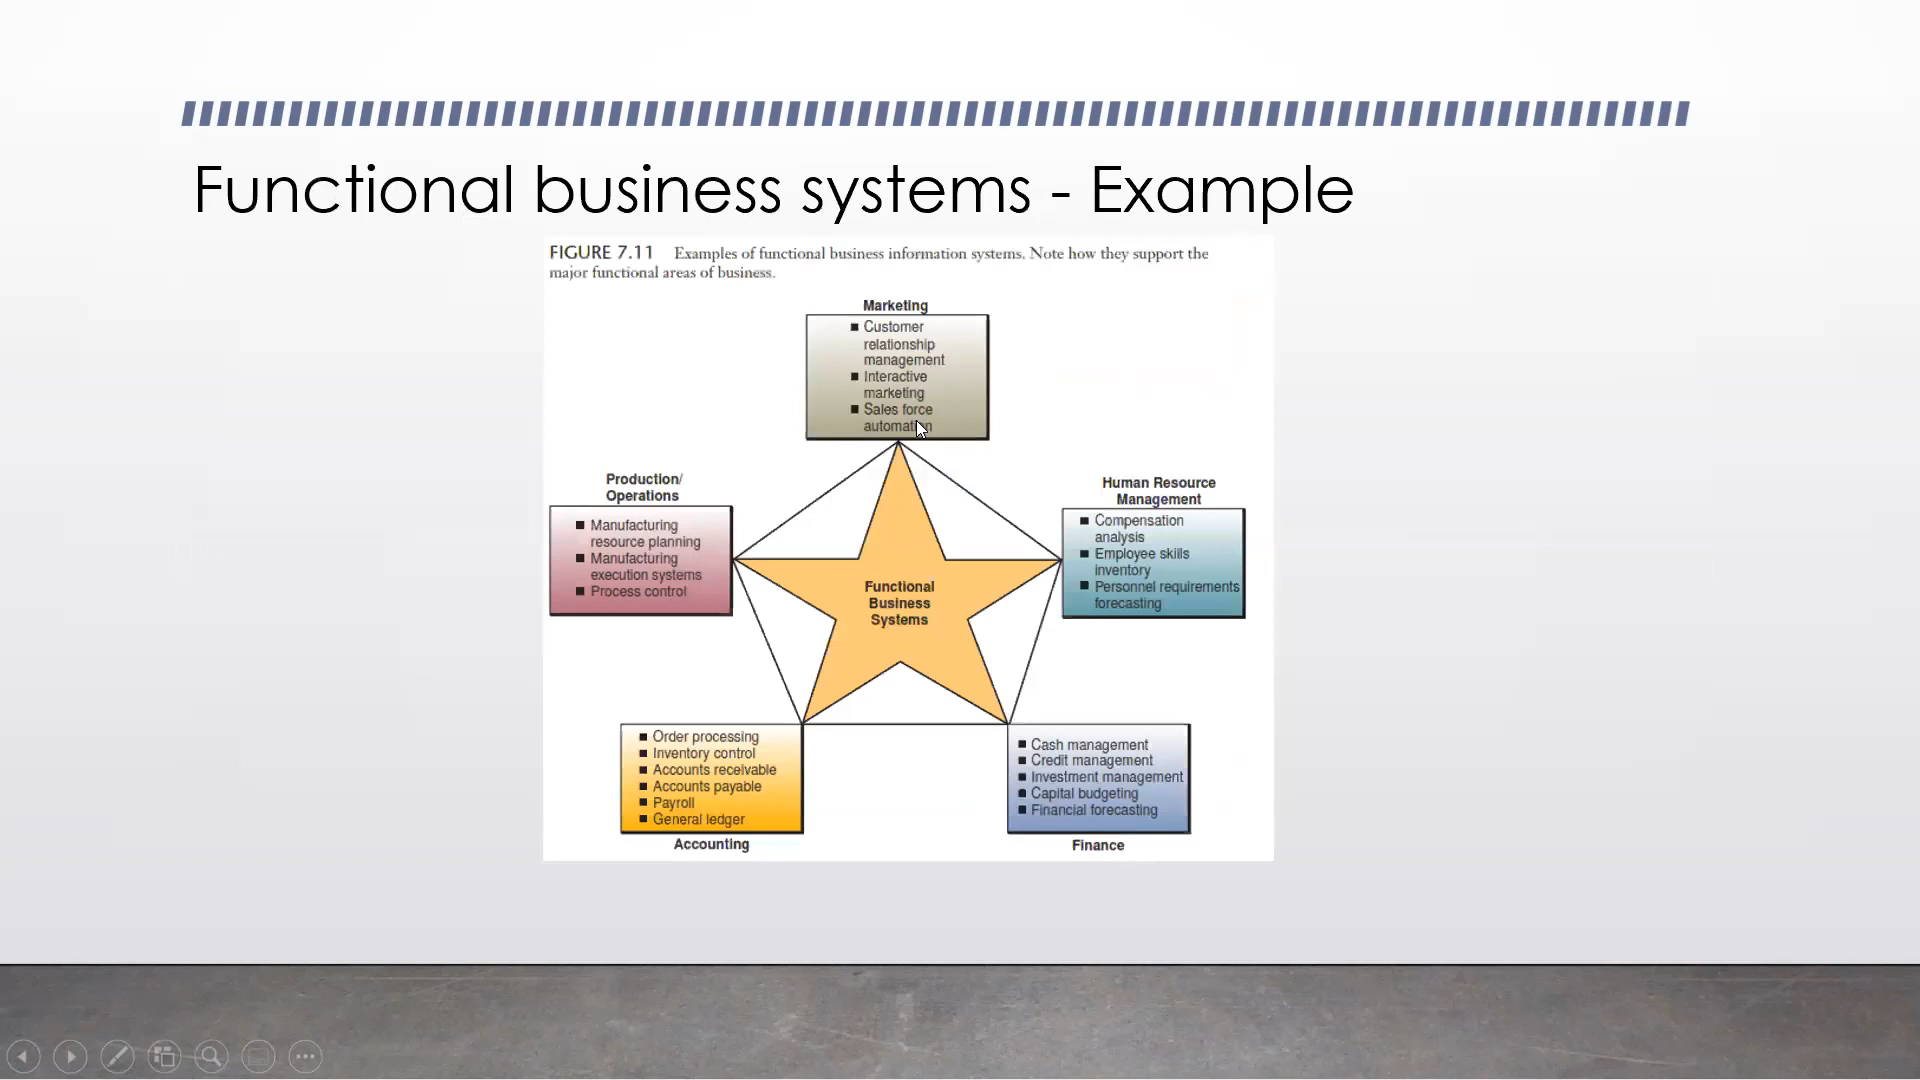 Functional business systems - Example
FIGURE 7.11 Examples of functional business information systems. Note how they support the
major functional areas of business.
Marketing
■ Customer
relationship
management
■ Interactive
marketing
■ Sales force
automation
Production/
Operations
■ Manufacturing
resource planning
■ Manufacturing
execution systems
■ Process control
Human Resource
Management
■ Compensation
analysis
■ Employee skills
inventory
■ Personnel requirements
forecasting
Functional
Business
Systems
■ Order processing
■ Inventory control
■ Accounts receivable
■ Accounts payable
■ Payroll
■ General ledger
Accounting
■ Cash management
■ Credit management
■ Investment management
■ Capital budgeting
■ Financial forecasting
Finance